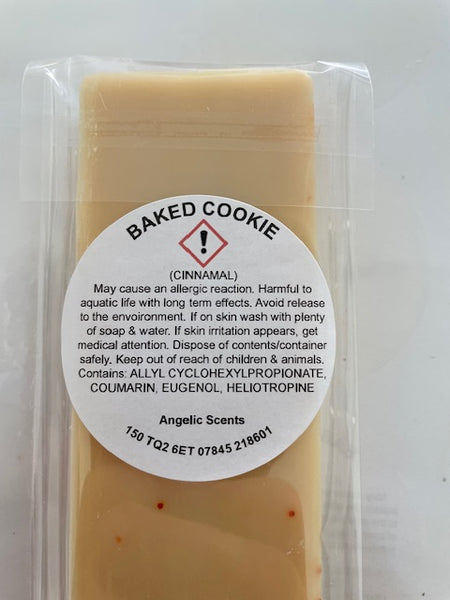 BAKED COOKIE
!
(CINNAMAL)
May cause an allergic reaction. Harmful to
aquatic life with long term effects. Avoid release
to the envoironment. If on skin wash with plenty
of soap & water. If skin irritation appears, get
medical attention. Dispose of contents/container
safely. Keep out of reach of children & animals.
Contains: ALLYL CYCLOHEXYLPROPIONATE,
COUMARIN, EUGENOL, HELIOTROPINE
Angelic Scents
150 TQ2 6ET 07845 218601